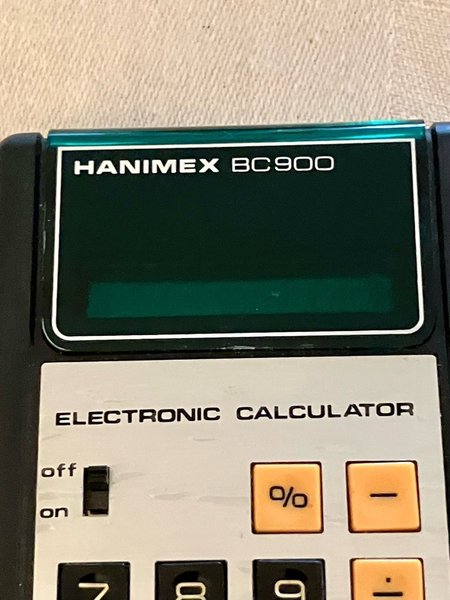 HANIMEX BC900
ELECTRONIC CALCULATOR
off
on
% −
7 8 9 ÷